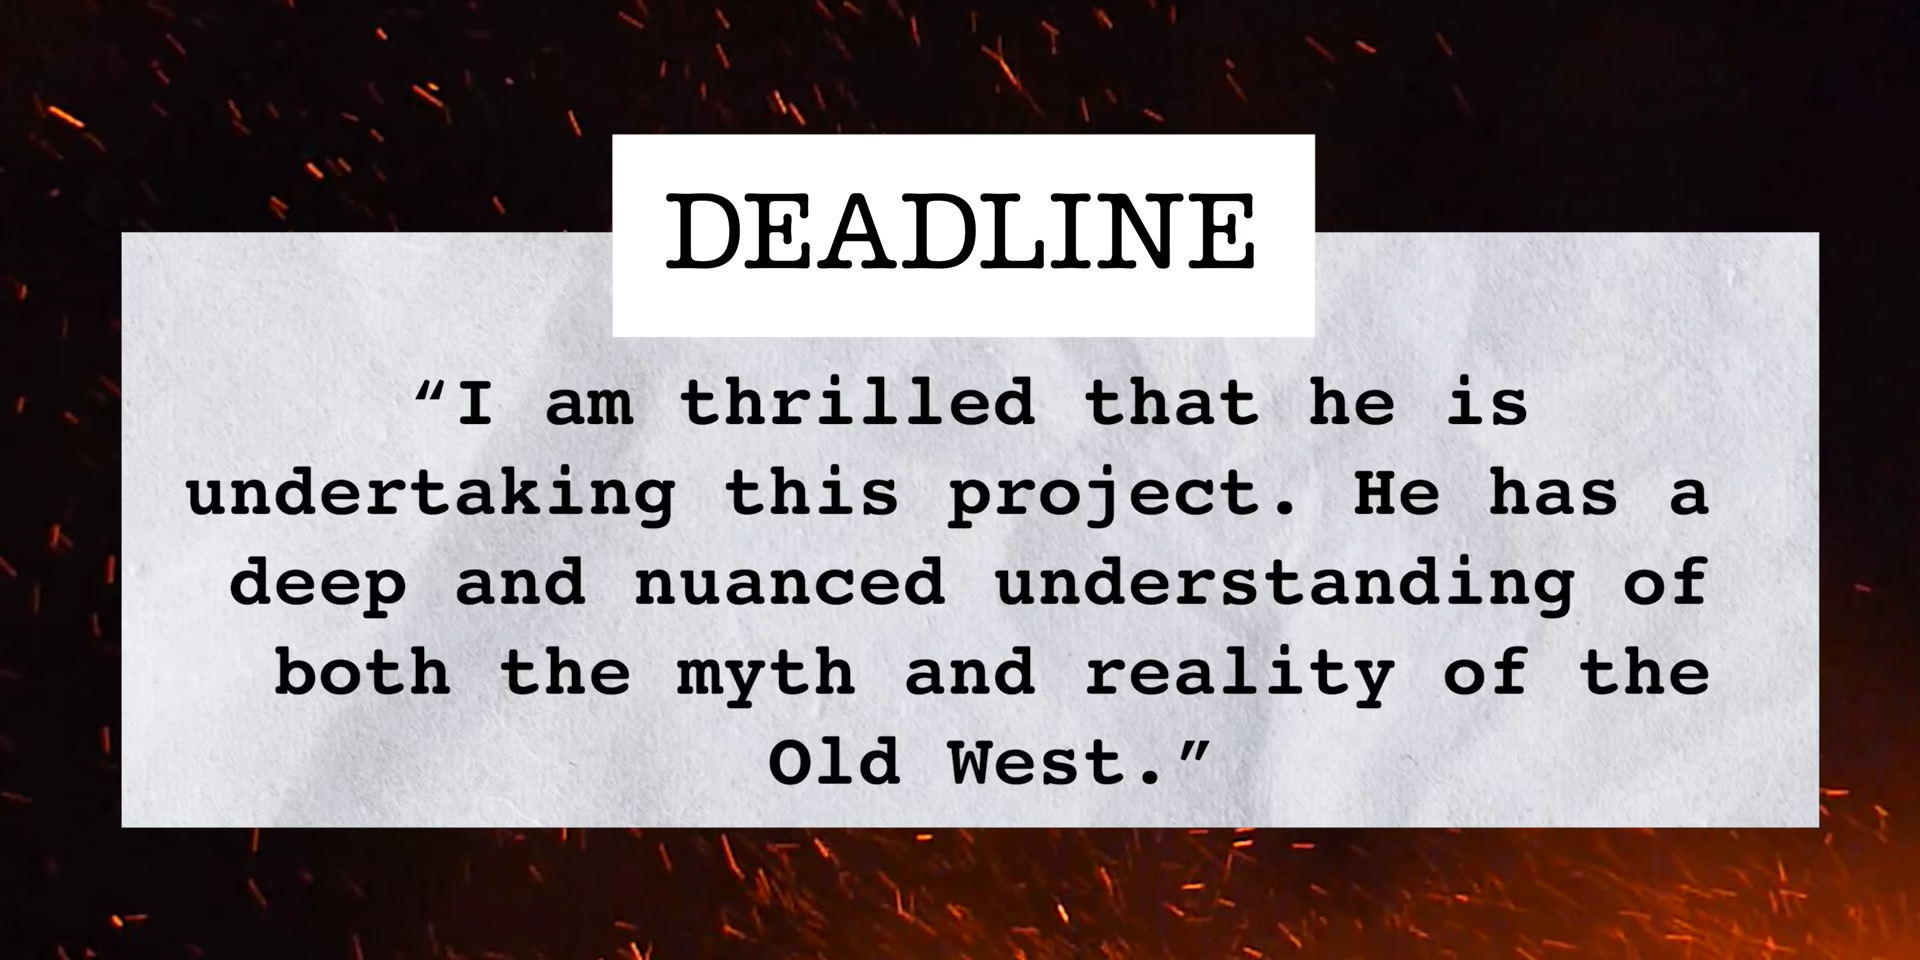 DEADLINE
“I am thrilled that he is
undertaking this project. He has a
deep and nuanced understanding of
both the myth and reality of the
Old West.”